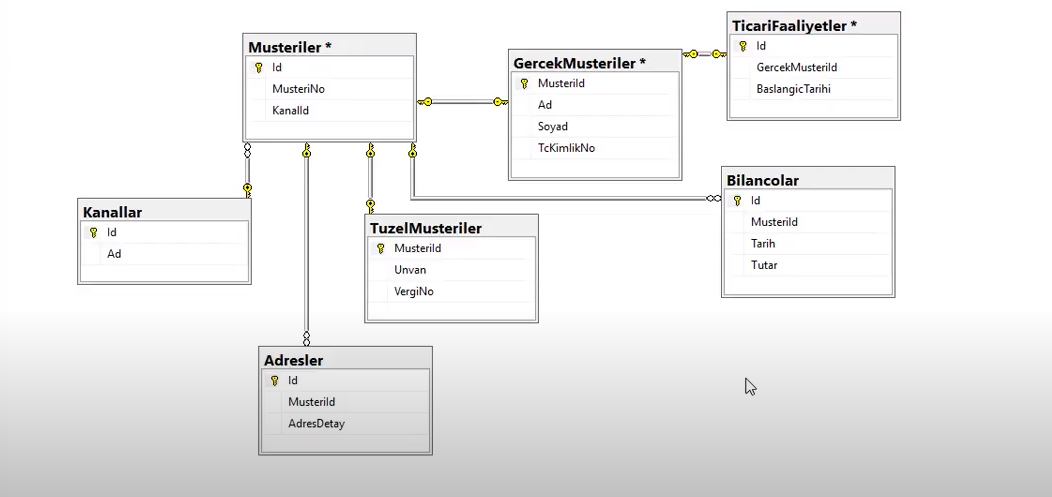 Musteriler *
Id
MusteriNo
KanalId
GercekMusteriler *
MusteriId
Ad
Soyad
TcKimlikNo
TicariFaaliyetler *
Id
GercekMusteriId
BaslangicTarihi
Kanallar
Id
Ad
TuzelMusteriler
MusteriId
Unvan
VergiNo
Bilancolar
Id
MusteriId
Tarih
Tutar
Adresler
Id
MusteriId
AdresDetay